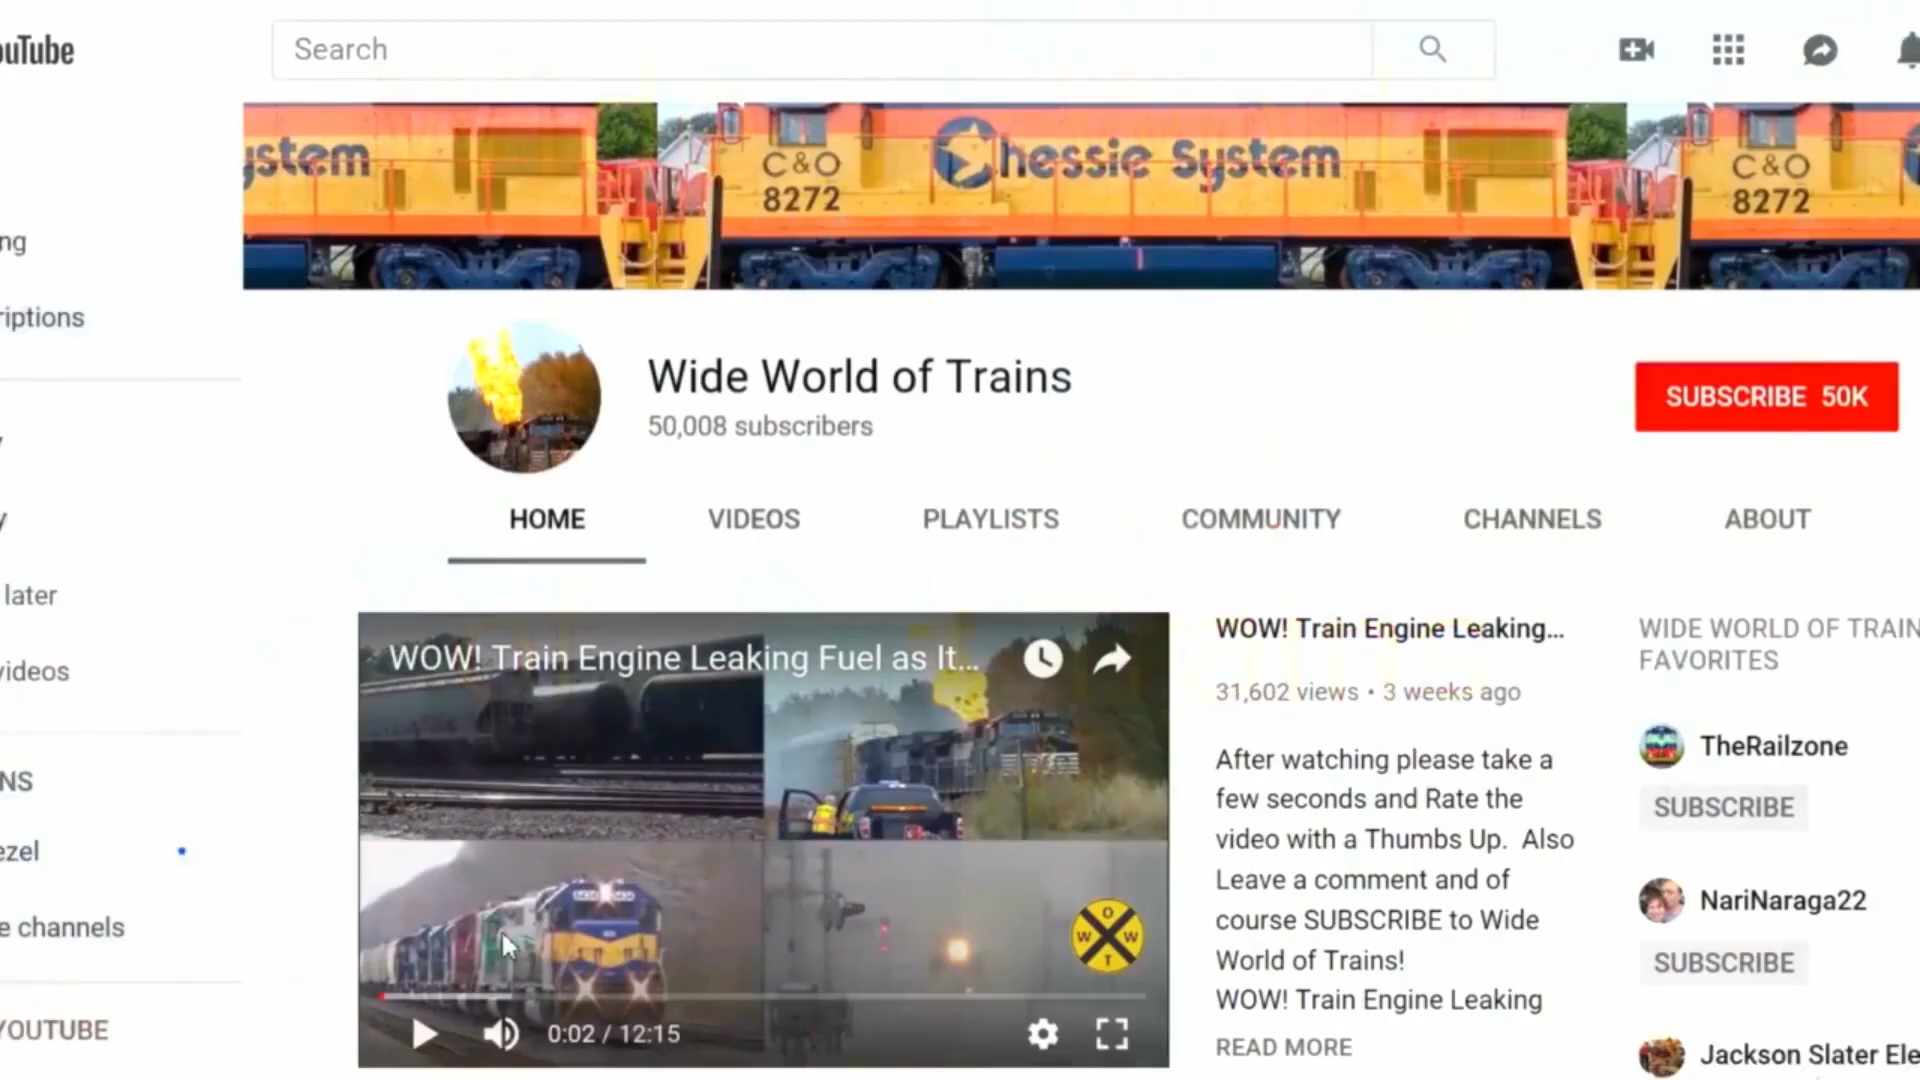 ouTube
Search
ystem
C&O
8272
Chessie System
C&O
8272
ng
riptions
Wide World of Trains
50,008 subscribers
SUBSCRIBE 50K
HOME
VIDEOS
PLAYLISTS
COMMUNITY
CHANNELS
ABOUT
later
videos
NS
ezel
e channels
YOUTUBE
WOW! Train Engine Leaking Fuel as It...
O
W W
T
0:02 / 12:15
WOW! Train Engine Leaking...
31,602 views • 3 weeks ago
After watching please take a
few seconds and Rate the
video with a Thumbs Up. Also
Leave a comment and of
course SUBSCRIBE to Wide
World of Trains!
WOW! Train Engine Leaking
READ MORE
WIDE WORLD OF TRAIN
FAVORITES
TheRailzone
SUBSCRIBE
NariNaraga22
SUBSCRIBE
Jackson Slater Ele